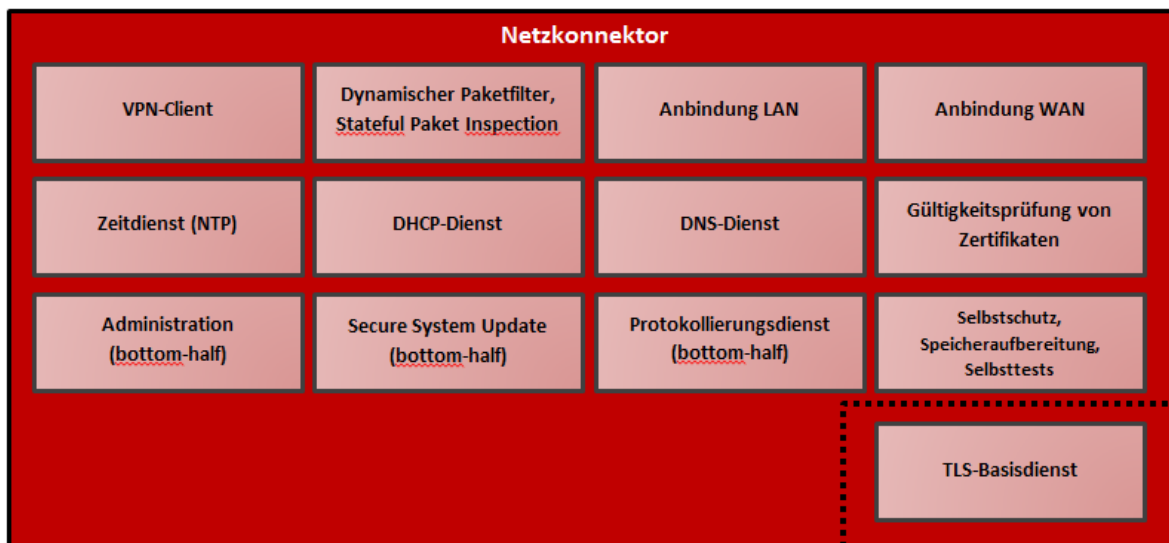 Netzkonnektor
VPN-Client
Dynamischer Paketfilter,
Stateful Paket Inspection
Anbindung LAN
Anbindung WAN
Zeitdienst (NTP)
DHCP-Dienst
DNS-Dienst
Gültigkeitsprüfung von
Zertifikaten
Administration
(bottom-half)
Secure System Update
(bottom-half)
Protokollierungsdienst
(bottom-half)
Selbstschutz,
Speicheraufbereitung,
Selbsttests
TLS-Basisdienst